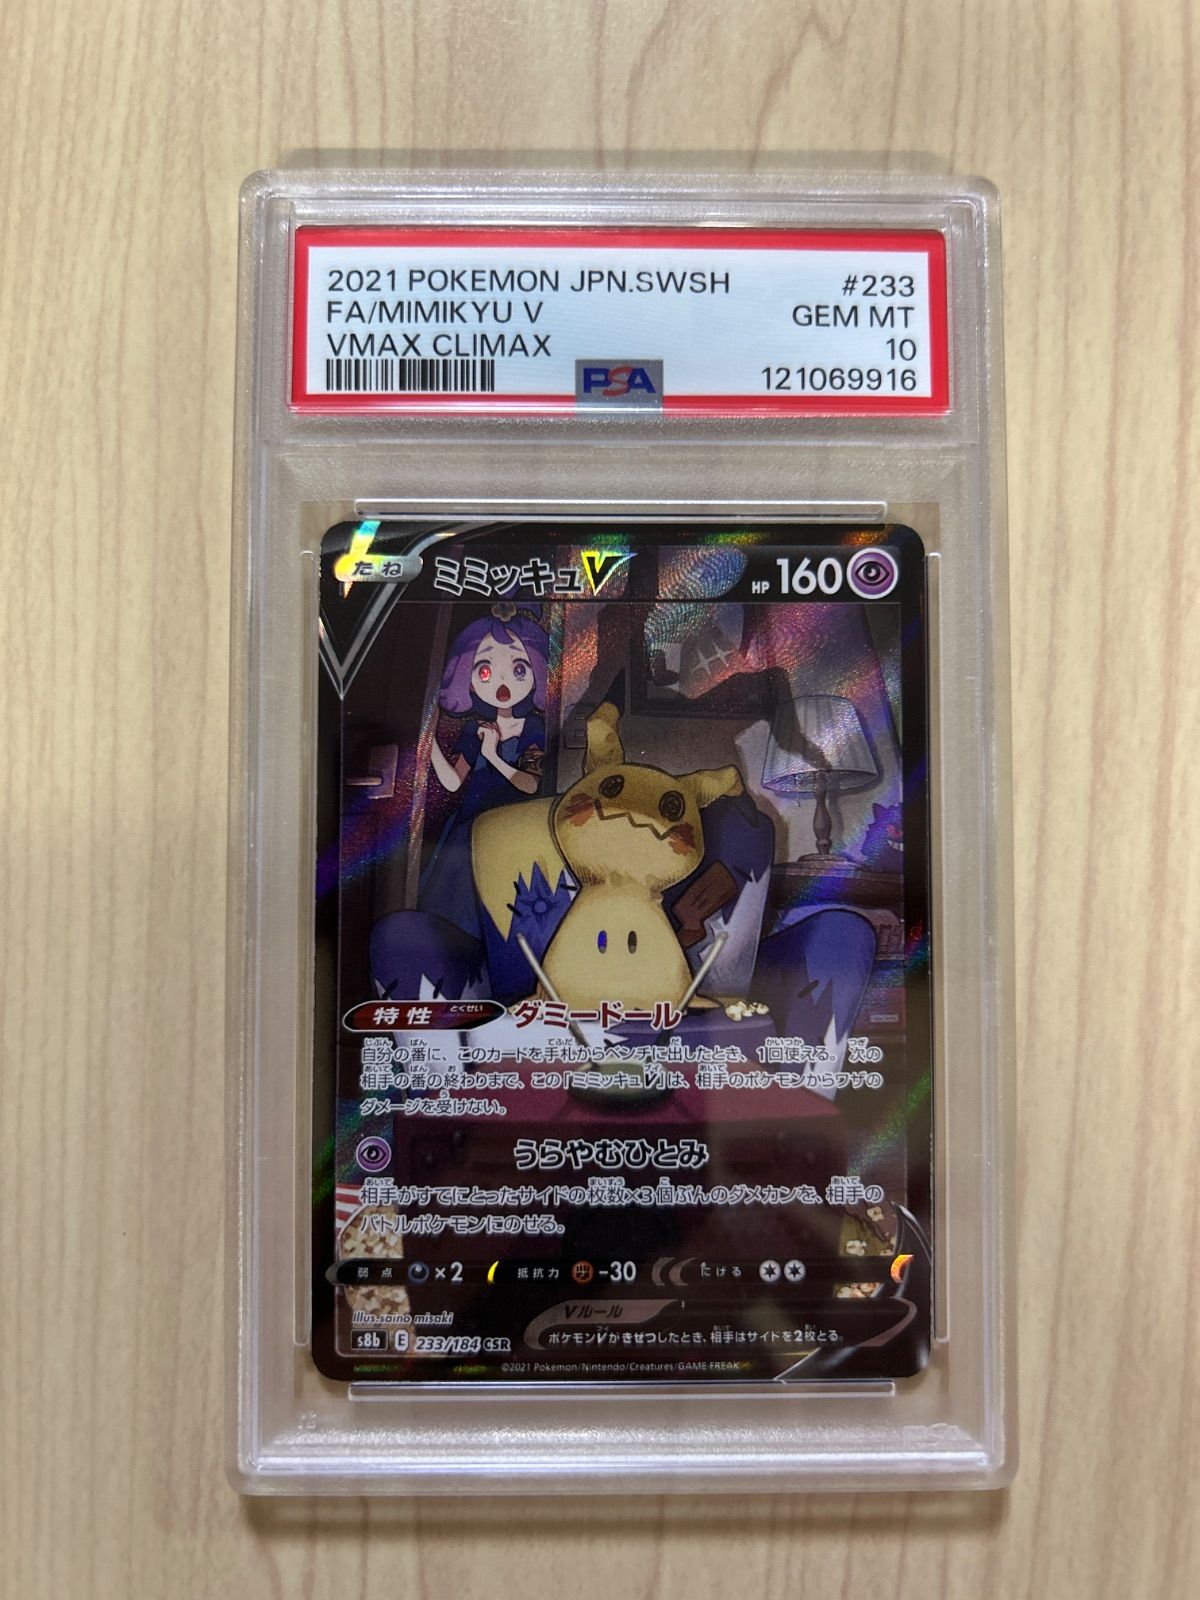 2021 POKEMON JPN.SWSH #233
FA/MIMIKYU V GEM MT
VMAX CLIMAX 10
PSA 121069916
たね ミミッキュV HP 160
特性 とくせい ダミードール
自分の番に、このカードを手札からベンチに出したとき、1回使える。次の
相手の番の終わりまで、この「ミミッキュV」は、相手のポケモンからワザの
ダメージを受けない。
うらやむひとみ
相手がすでにとったサイドの枚数×3個ぶんのダメカンを、相手の
バトルポケモンにのせる。
弱点 ×2 抵抗力 -30 にげる
Illus.saino misaki
Vルール
s8b E 233/184 CSR
ポケモンVがきぜつしたとき、相手はサイドを2枚とる。
©2021 Pokémon/Nintendo/Creatures/GAME FREAK